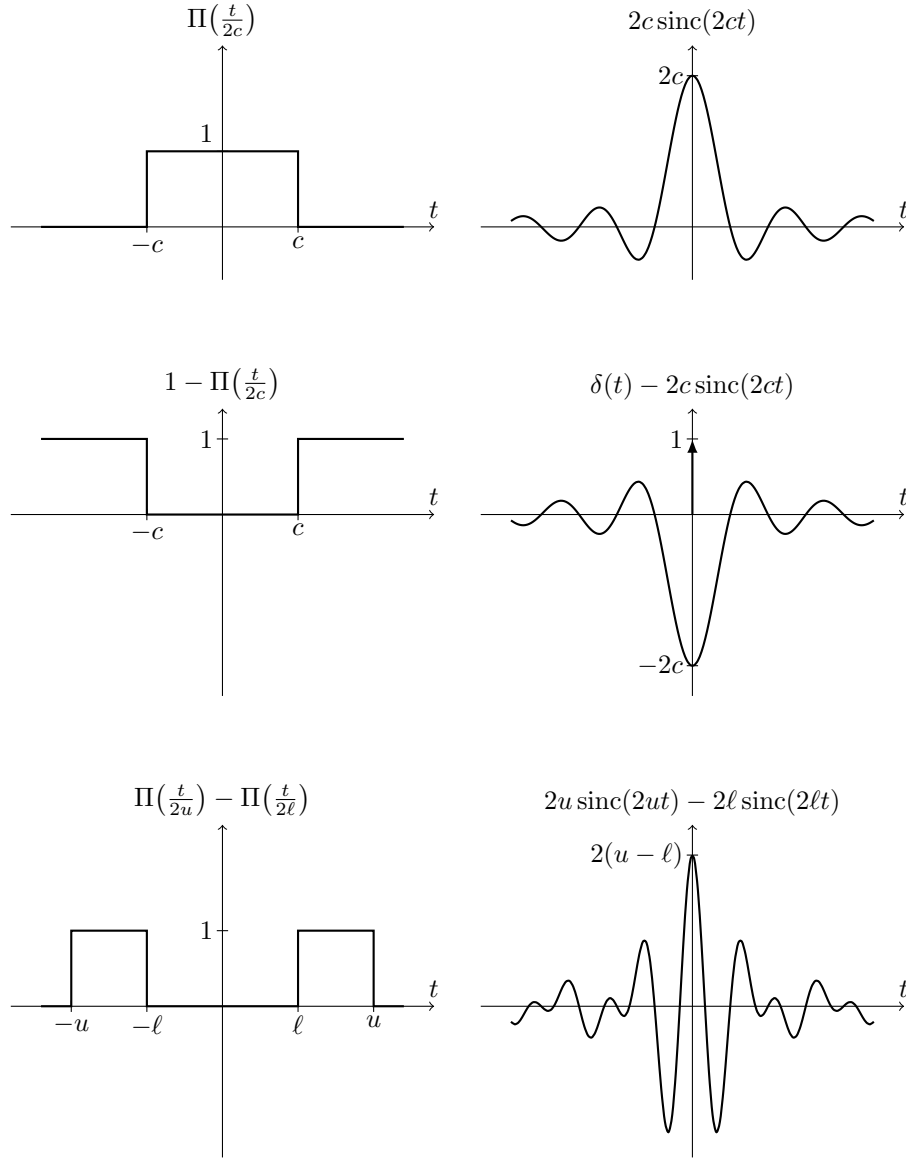 Π(t/2c)
1
t
−c
c
2c sinc(2ct)
2c
t
1 − Π(t/2c)
1
t
−c
c
δ(t) − 2c sinc(2ct)
1
t
−2c
Π(t/2u) − Π(t/2ℓ)
1
t
−u
−ℓ
ℓ
u
2u sinc(2ut) − 2ℓ sinc(2ℓt)
2(u − ℓ)
t